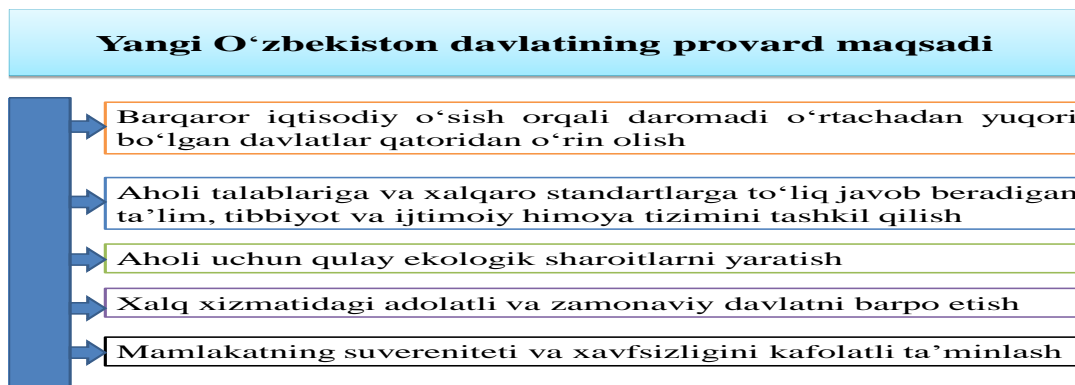 Yangi O‘zbekiston davlatining provard maqsadi
Barqaror iqtisodiy o‘sish orqali daromadi o‘rtachadan yuqori
bo‘lgan davlatlar qatoridan o‘rin olish
Aholi talablariga va xalqaro standartlarga to‘liq javob beradigan
ta’lim, tibbiyot va ijtimoiy himoya tizimini tashkil qilish
Aholi uchun qulay ekologik sharoitlarni yaratish
Xalq xizmatidagi adolatli va zamonaviy davlatni barpo etish
Mamlakatning suvereniteti va xavfsizligini kafolatli ta’minlash